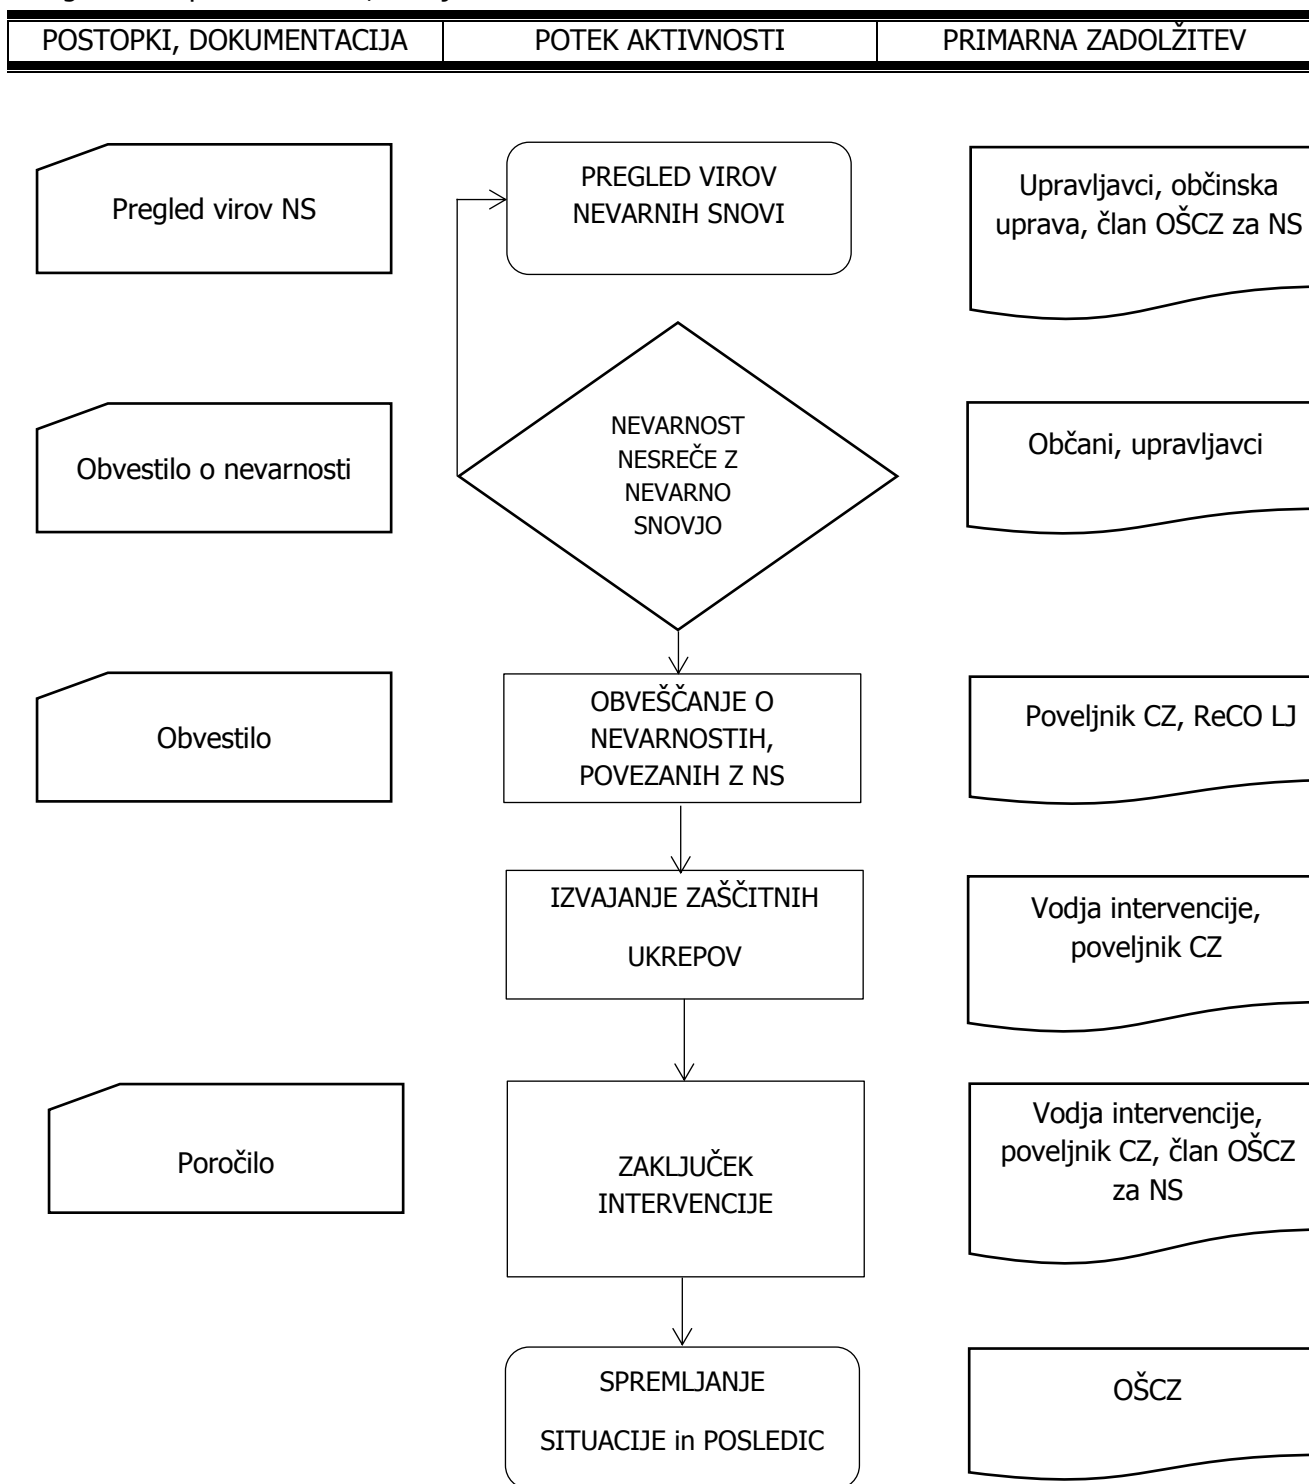 POSTOPKI, DOKUMENTACIJA
POTEK AKTIVNOSTI
PRIMARNA ZADOLŽITEV
Pregled virov NS
PREGLED VIROV
NEVARNIH SNOVI
Upravljavci, občinska
uprava, član OŠCZ za NS
Obvestilo o nevarnosti
NEVARNOST
NESREČE Z
NEVARNO
SNOVJO
Občani, upravljavci
Obvestilo
OBVEŠČANJE O
NEVARNOSTIH,
POVEZANIH Z NS
Poveljnik CZ, ReCO LJ
IZVAJANJE ZAŠČITNIH
UKREPOV
Vodja intervencije,
poveljnik CZ
Poročilo
ZAKLJUČEK
INTERVENCIJE
Vodja intervencije,
poveljnik CZ, član OŠCZ
za NS
SPREMLJANJE
SITUACIJE in POSLEDIC
OŠCZ